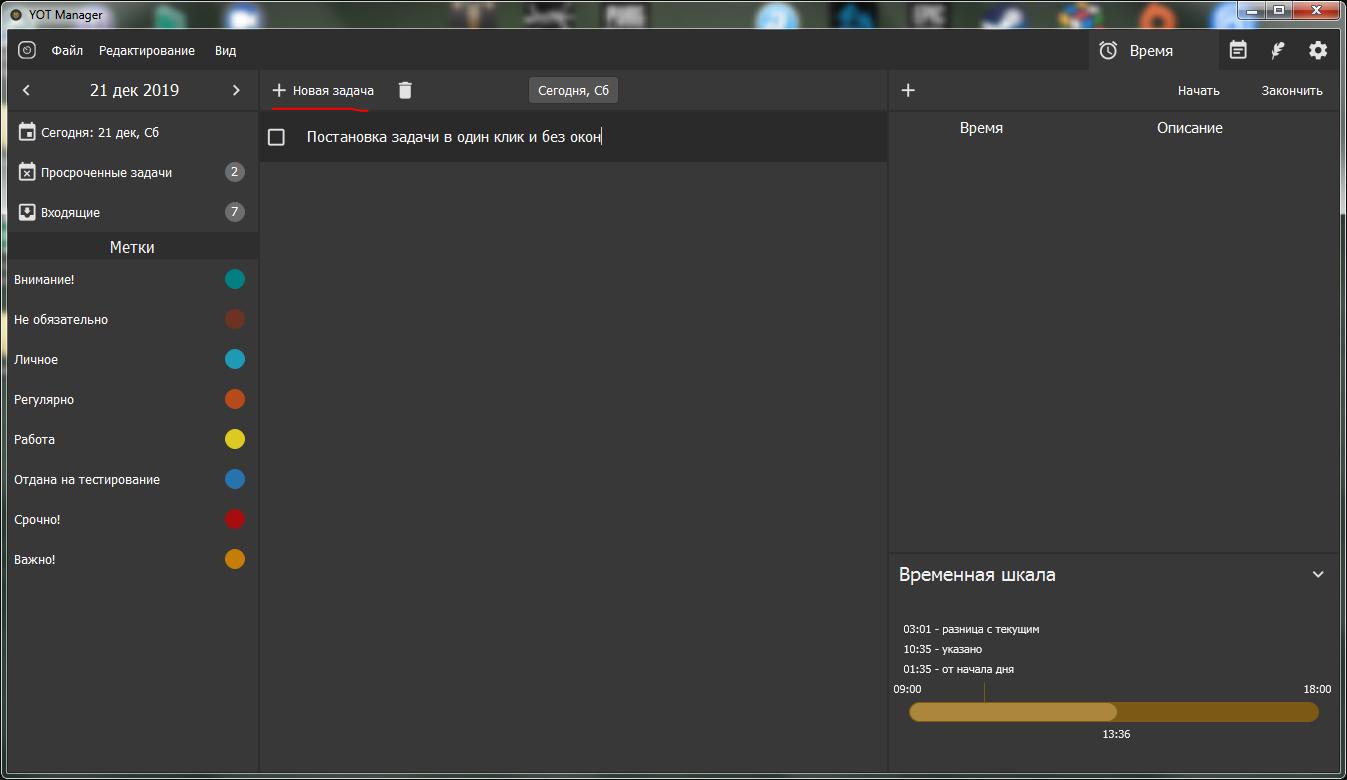 YOT Manager
PUBG
EPIC
Файл Редактирование Вид
Время
21 дек 2019
Новая задача
Сегодня, Сб
Начать Закончить
Сегодня: 21 дек, Сб
Просроченные задачи 2
Входящие 7
Метки
Внимание!
Не обязательно
Личное
Регулярно
Работа
Отдана на тестирование
Срочно!
Важно!
Постановка задачи в один клик и без окон
Время Описание
Временная шкала
03:01 - разница с текущим
10:35 - указано
01:35 - от начала дня
09:00 18:00
13:36